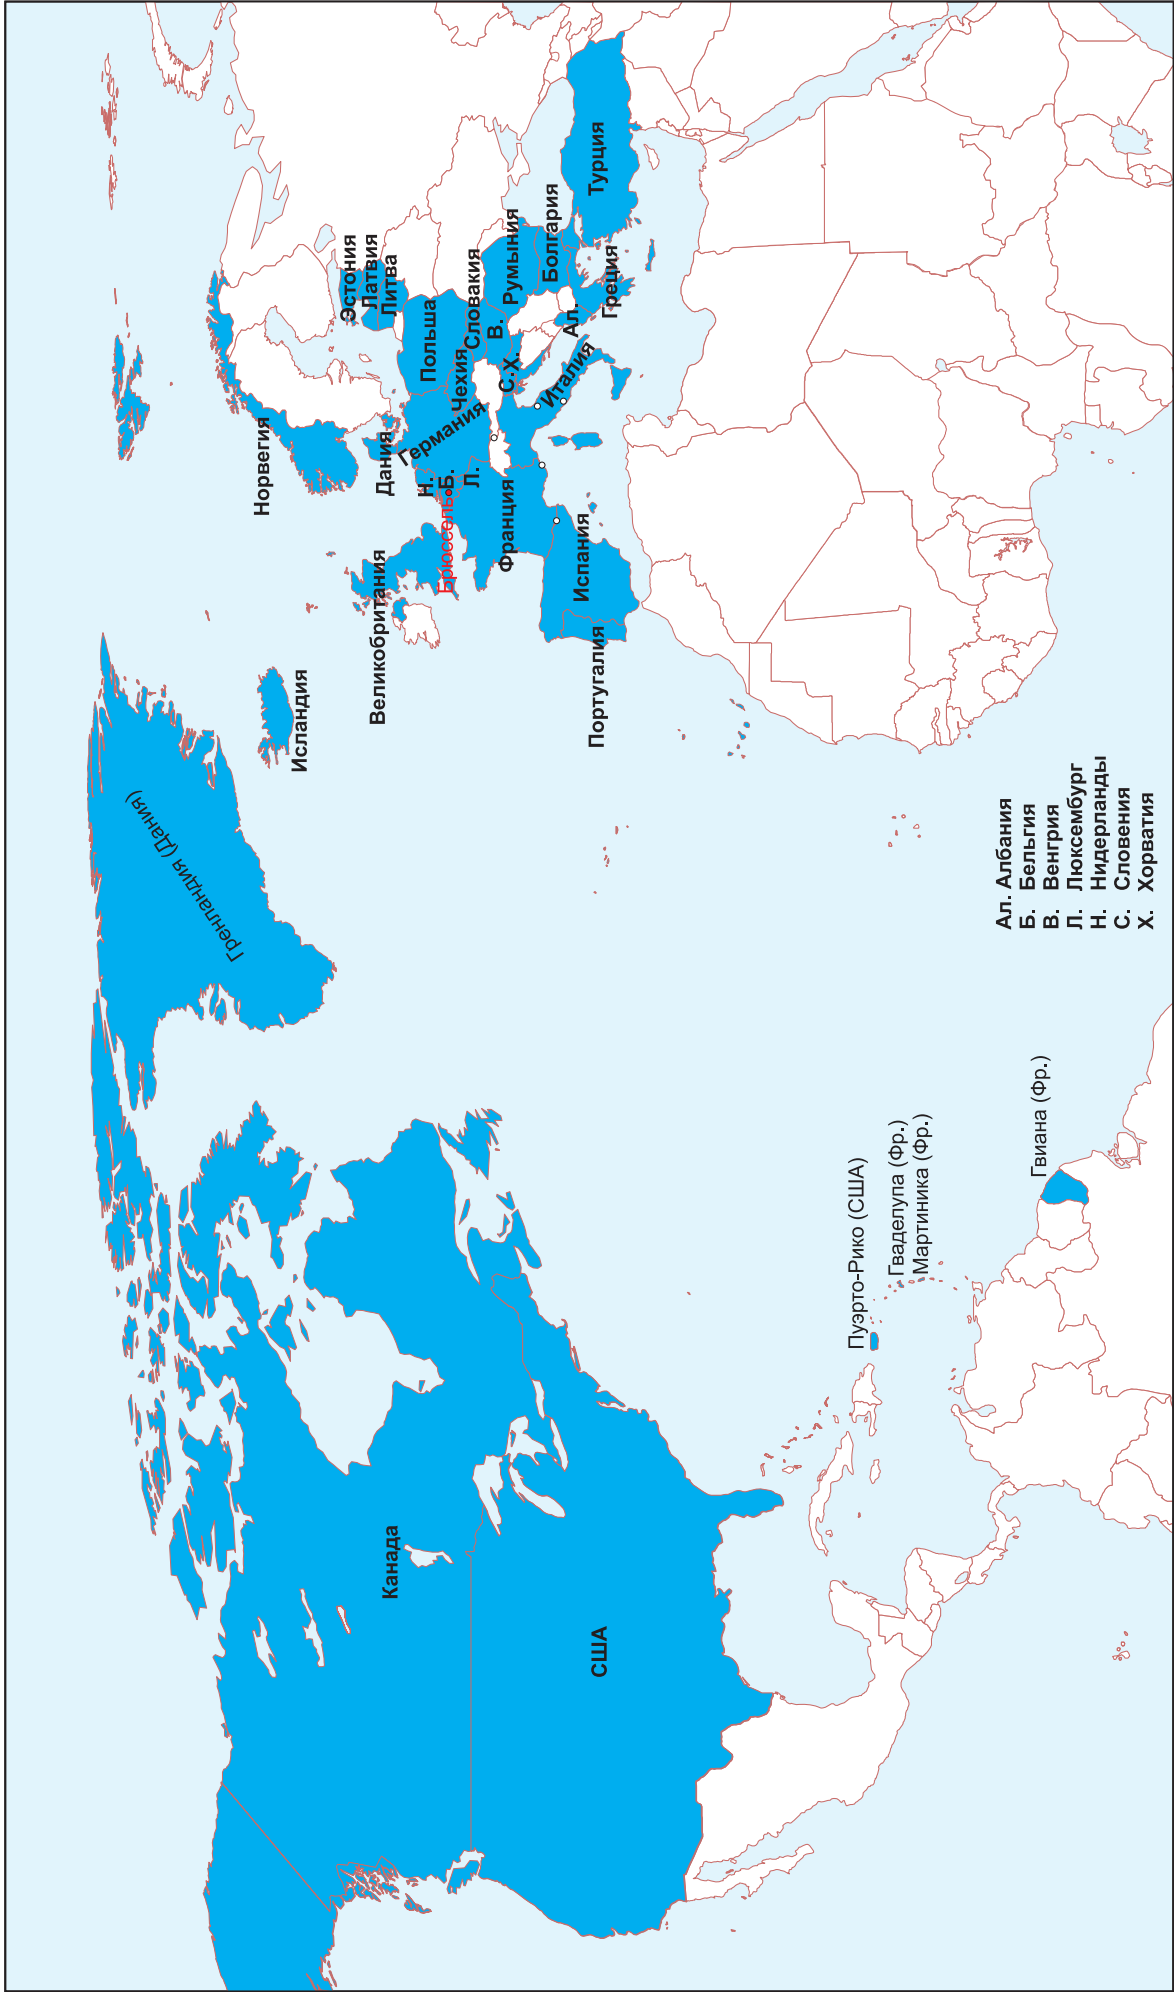 Гренландия (Дания)
Исландия
Норвегия
Эстония
Латвия
Литва
Дания
Великобритания
Польша
Н.
Б.
Брюссель
Германия
Чехия
Словакия
Л.
В.
Франция
С.
Х.
Румыния
Болгария
Италия
Ал.
Испания
Португалия
Греция
Турция
Канада
США
Пуэрто-Рико (США)
Гваделупа (Фр.)
Мартиника (Фр.)
Гвиана (Фр.)
Ал. Албания
Б. Бельгия
В. Венгрия
Л. Люксембург
Н. Нидерланды
С. Словения
Х. Хорватия